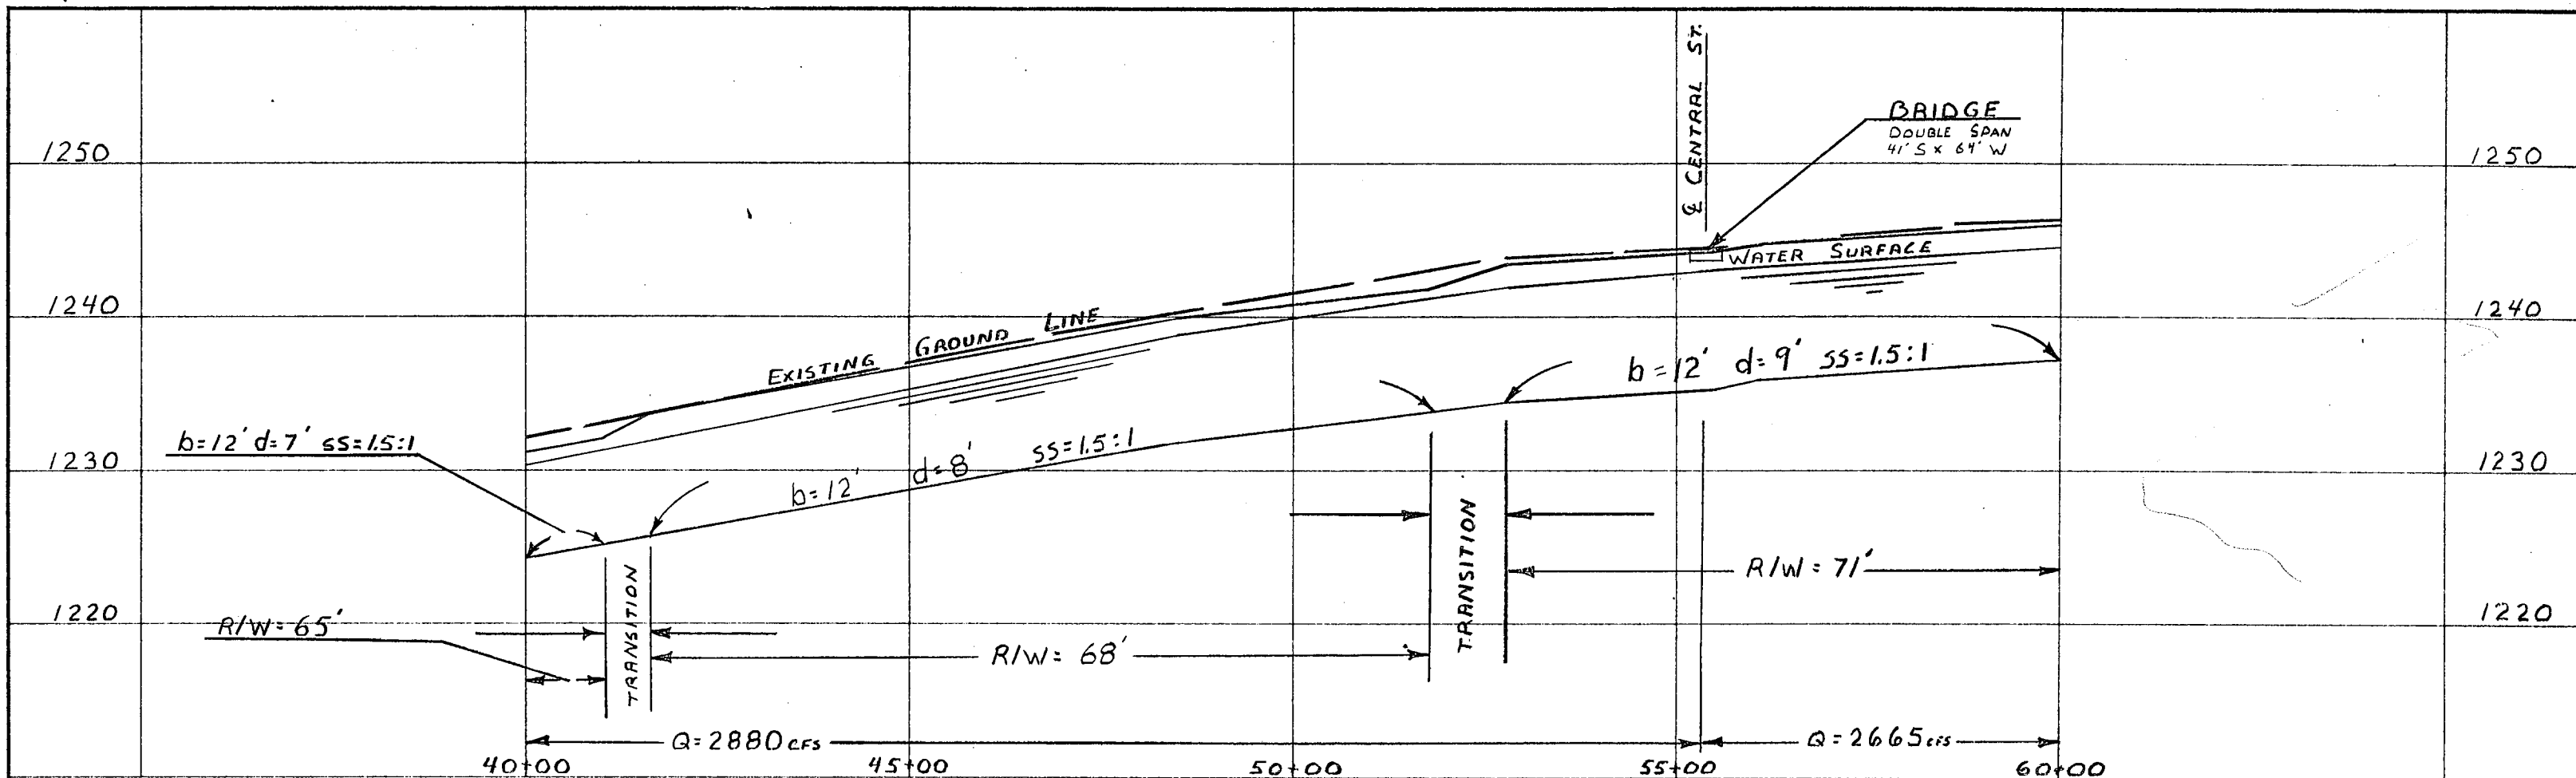 ℄ CENTRAL ST.
BRIDGE
DOUBLE SPAN
41' S x 64' W
1250
1250
WATER SURFACE
1240
1240
EXISTING GROUND LINE
b=12' d=9' SS=1.5:1
b=12' d=7' SS=1.5:1
b=12' d=8' SS=1.5:1
1230
1230
TRANSITION
TRANSITION
R/W=71'
1220
1220
R/W=65'
R/W=68'
Q=2880 CFS
Q=2665 CFS
40+00
45+00
50+00
55+00
60+00